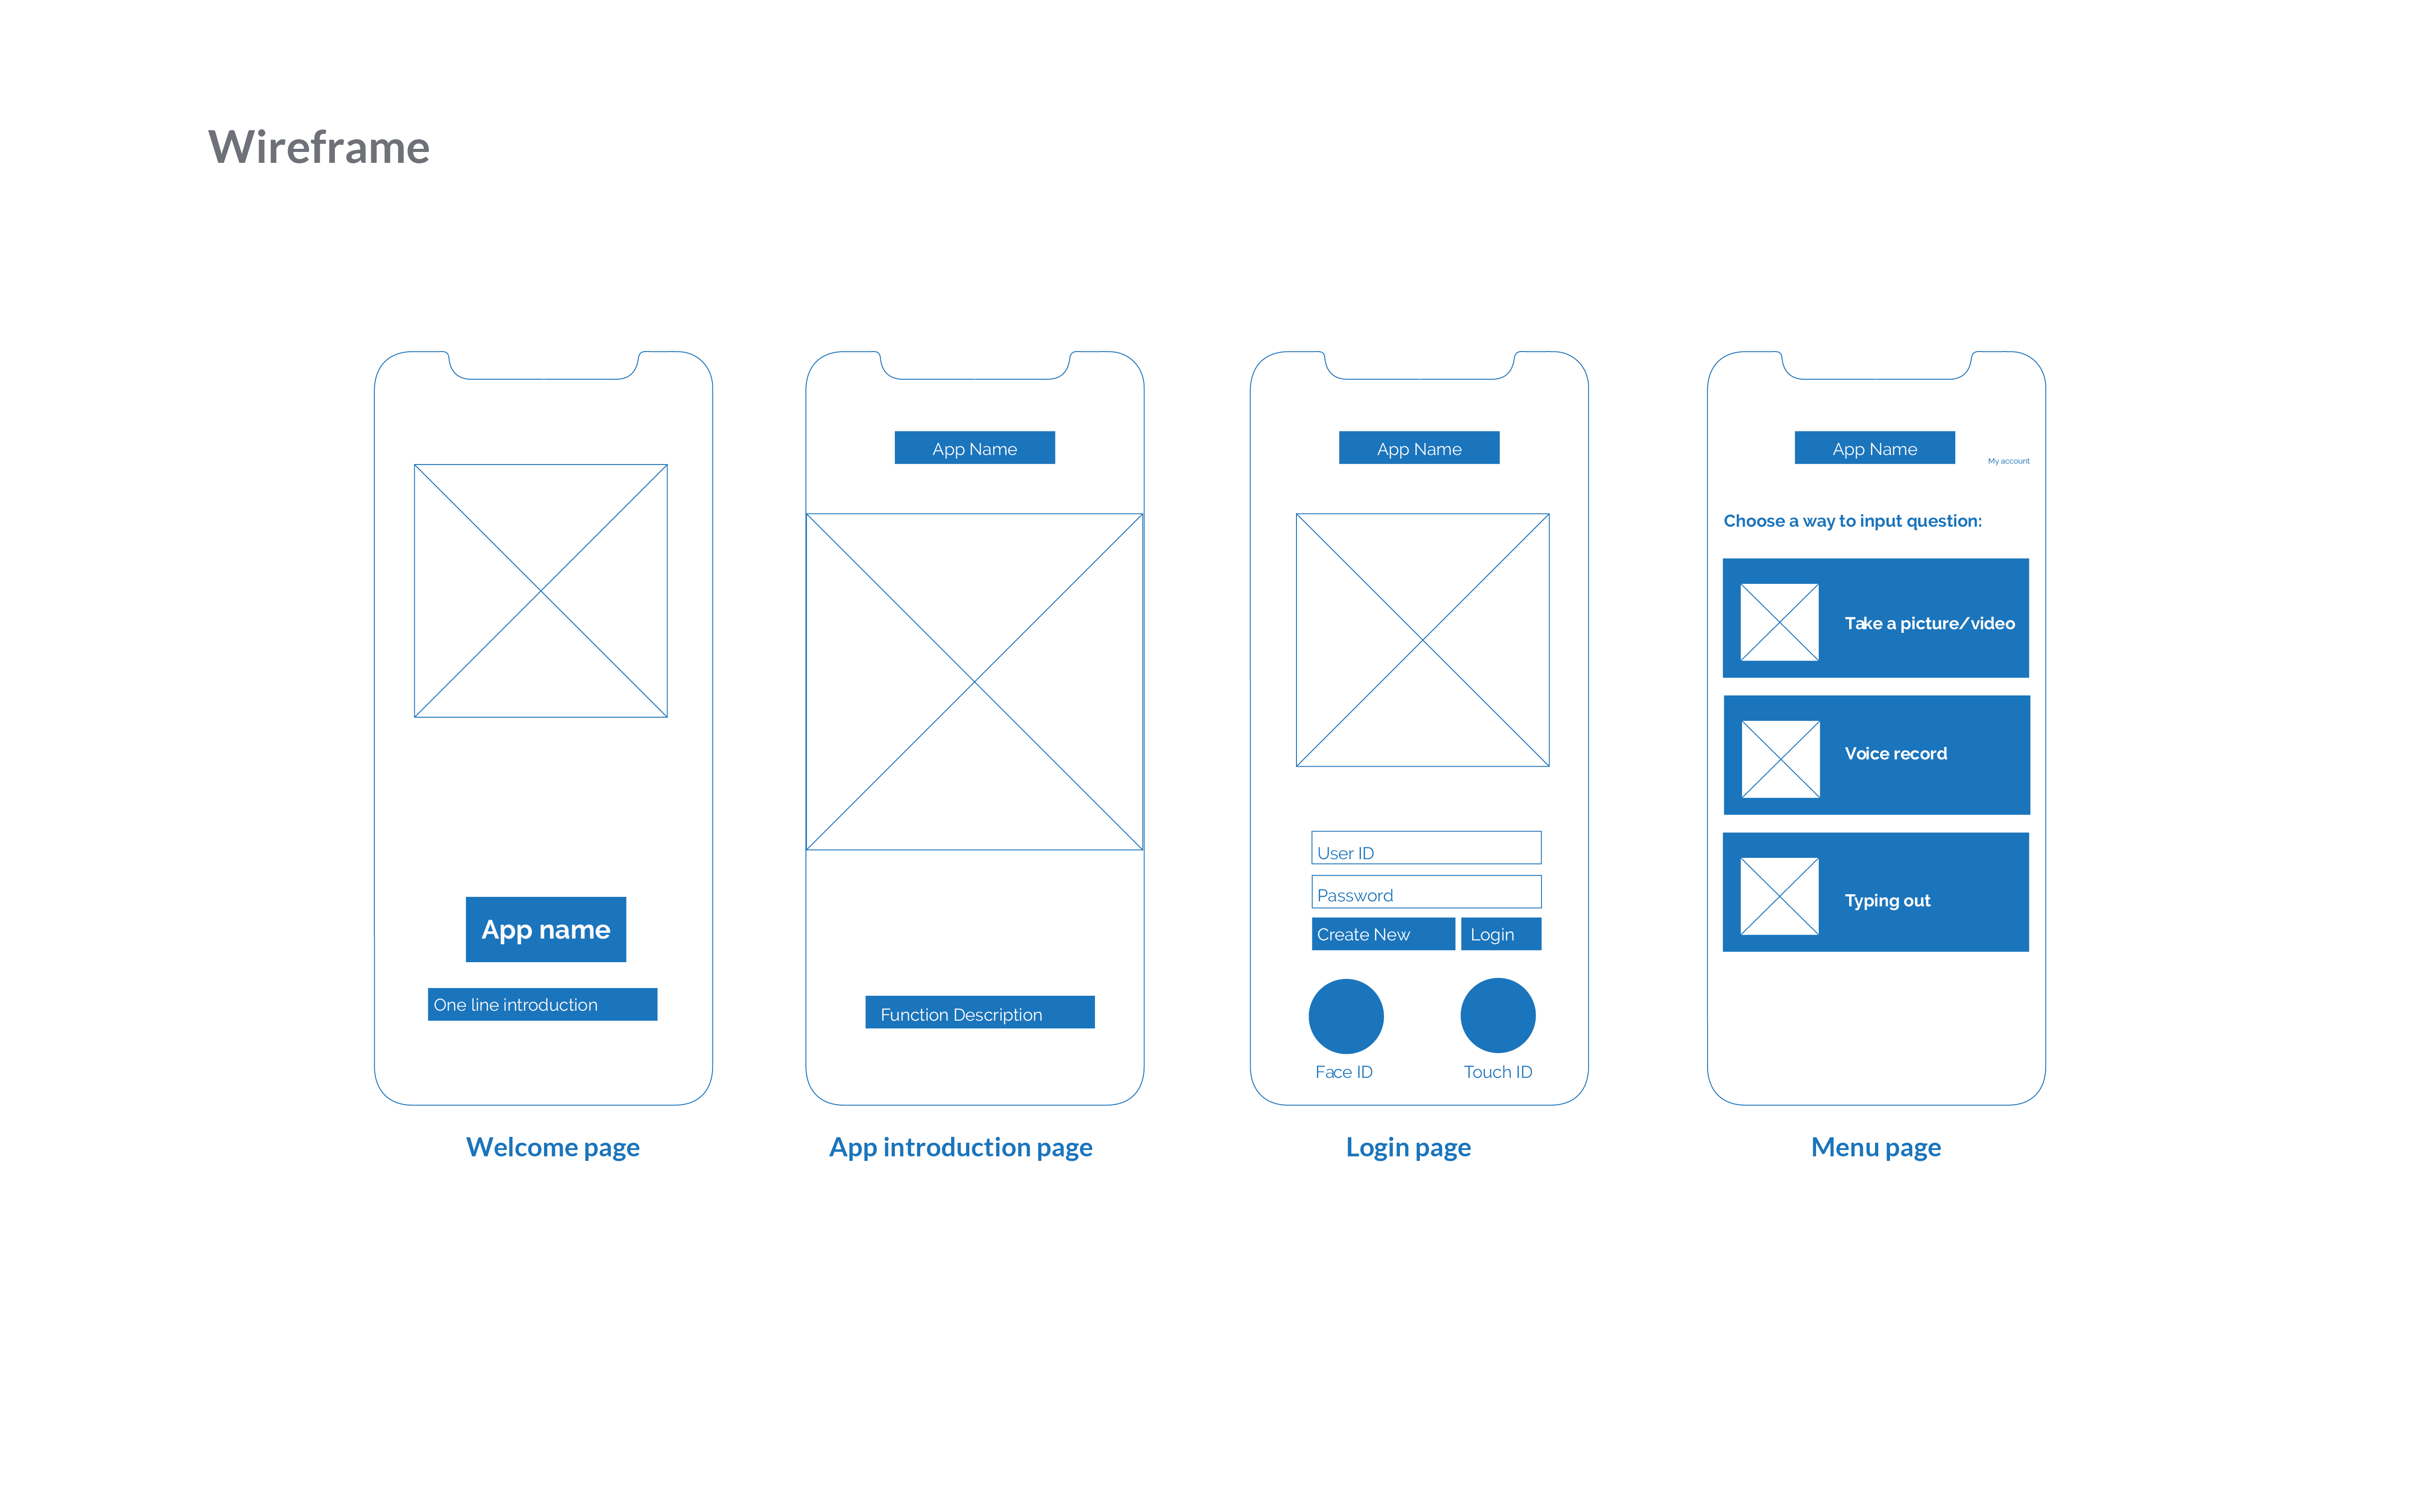 Wireframe
App name
One line introduction
Welcome page
App Name
Function Description
App introduction page
App Name
User ID
Password
Create New
Login
Face ID
Touch ID
Login page
App Name
My account
Choose a way to input question:
Take a picture/video
Voice record
Typing out
Menu page